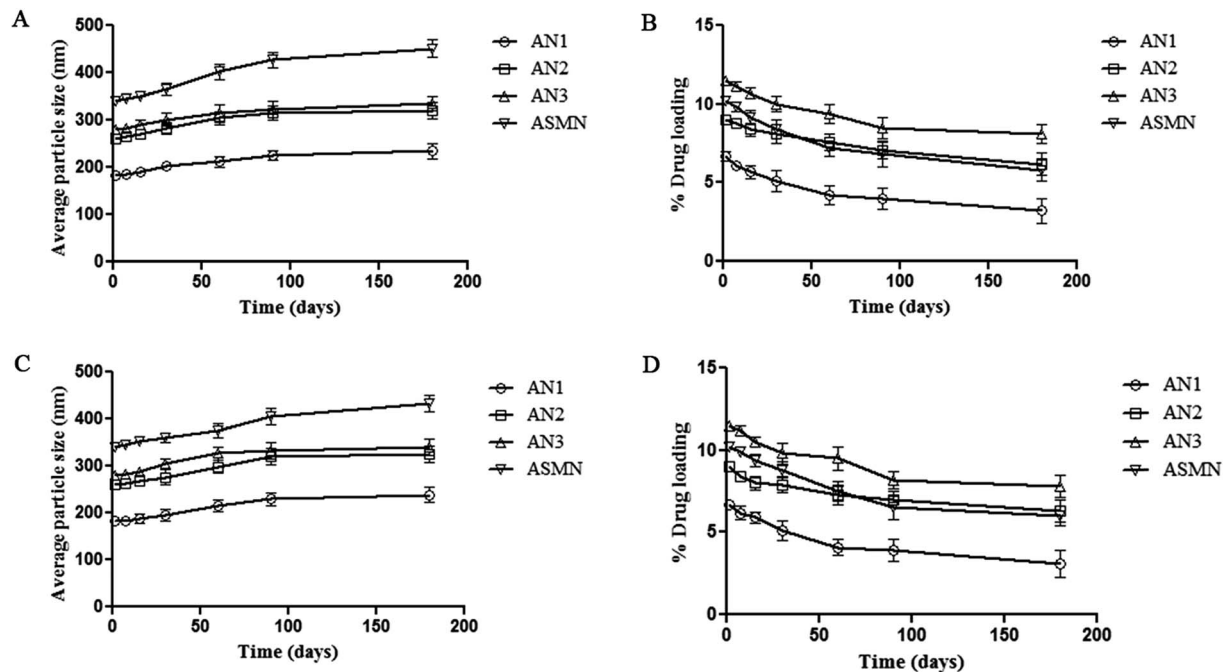 A
Average particle size (nm)
500
400
300
200
100
0
0 50 100 150 200
Time (days)
AN1
AN2
AN3
ASMN
B
% Drug loading
15
10
5
0
0 50 100 150 200
Time (days)
AN1
AN2
AN3
ASMN
C
Average particle size (nm)
500
400
300
200
100
0
0 50 100 150 200
Time (days)
AN1
AN2
AN3
ASMN
D
% Drug loading
15
10
5
0
0 50 100 150 200
Time (days)
AN1
AN2
AN3
ASMN